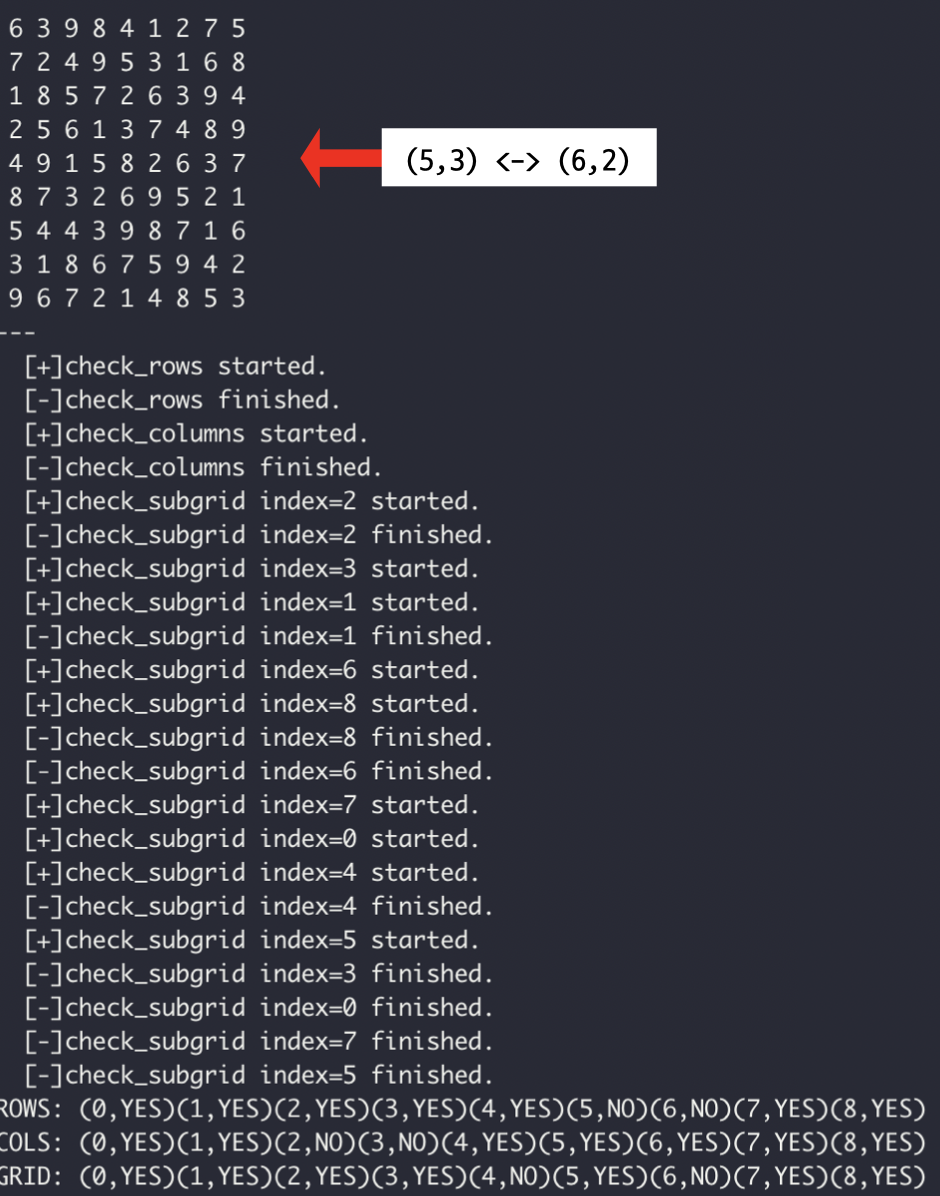 6 3 9 8 4 1 2 7 5
7 2 4 9 5 3 1 6 8
1 8 5 7 2 6 3 9 4
2 5 6 1 3 7 4 8 9
4 9 1 5 8 2 6 3 7
8 7 3 2 6 9 5 2 1
5 4 4 3 9 8 7 1 6
3 1 8 6 7 5 9 4 2
9 6 7 2 1 4 8 5 3
(5,3) <-> (6,2)
---
[+]check_rows started.
[-]check_rows finished.
[+]check_columns started.
[-]check_columns finished.
[+]check_subgrid index=2 started.
[-]check_subgrid index=2 finished.
[+]check_subgrid index=3 started.
[+]check_subgrid index=1 started.
[-]check_subgrid index=1 finished.
[+]check_subgrid index=6 started.
[+]check_subgrid index=8 started.
[-]check_subgrid index=8 finished.
[-]check_subgrid index=6 finished.
[+]check_subgrid index=7 started.
[+]check_subgrid index=0 started.
[+]check_subgrid index=4 started.
[-]check_subgrid index=4 finished.
[+]check_subgrid index=5 started.
[-]check_subgrid index=3 finished.
[-]check_subgrid index=0 finished.
[-]check_subgrid index=7 finished.
[-]check_subgrid index=5 finished.
ROWS: (0,YES)(1,YES)(2,YES)(3,YES)(4,YES)(5,NO)(6,NO)(7,YES)(8,YES)
COLS: (0,YES)(1,YES)(2,NO)(3,NO)(4,YES)(5,YES)(6,YES)(7,YES)(8,YES)
GRID: (0,YES)(1,YES)(2,YES)(3,YES)(4,NO)(5,YES)(6,NO)(7,YES)(8,YES)